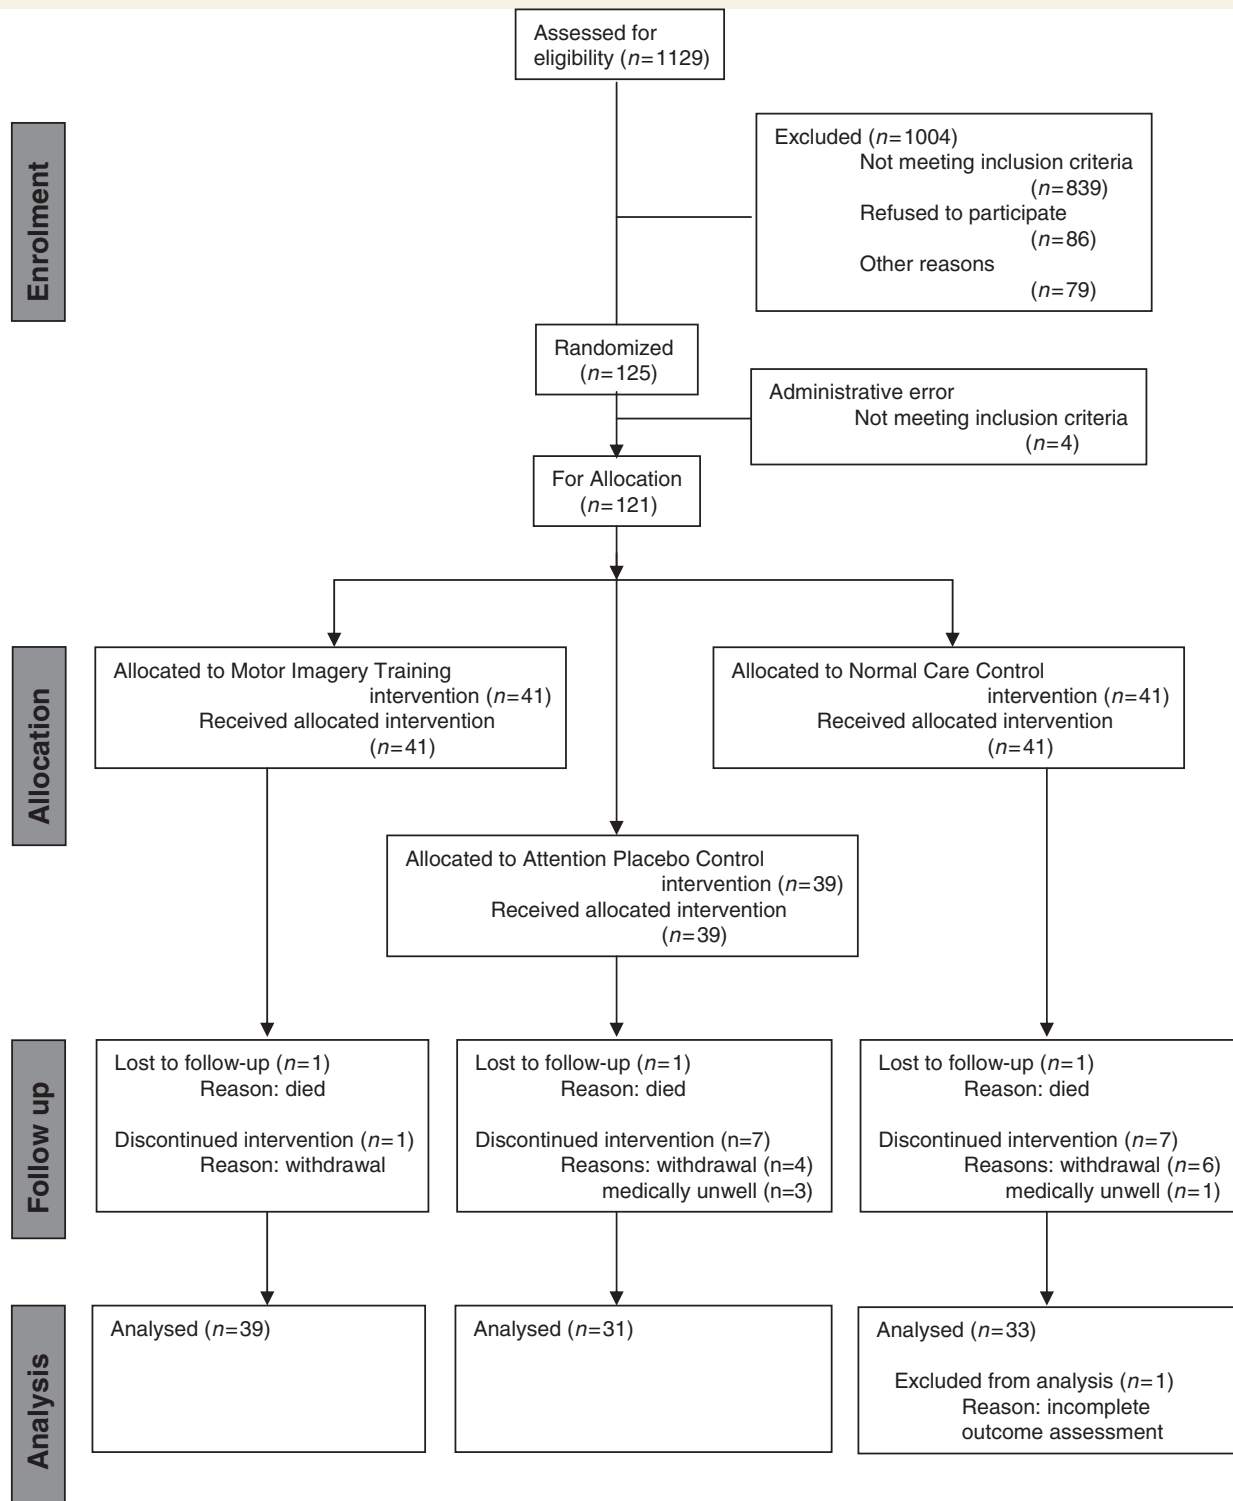 Assessed for
eligibility (n=1129)
Enrolment
Excluded (n=1004)
Not meeting inclusion criteria
(n=839)
Refused to participate
(n=86)
Other reasons
(n=79)
Randomized
(n=125)
Administrative error
Not meeting inclusion criteria
(n=4)
For Allocation
(n=121)
Allocation
Allocated to Motor Imagery Training
intervention (n=41)
Received allocated intervention
(n=41)
Allocated to Normal Care Control
intervention (n=41)
Received allocated intervention
(n=41)
Allocated to Attention Placebo Control
intervention (n=39)
Received allocated intervention
(n=39)
Follow up
Lost to follow-up (n=1)
Reason: died
Discontinued intervention (n=1)
Reason: withdrawal
Lost to follow-up (n=1)
Reason: died
Discontinued intervention (n=7)
Reasons: withdrawal (n=4)
medically unwell (n=3)
Lost to follow-up (n=1)
Reason: died
Discontinued intervention (n=7)
Reasons: withdrawal (n=6)
medically unwell (n=1)
Analysis
Analysed (n=39)
Analysed (n=31)
Analysed (n=33)
Excluded from analysis (n=1)
Reason: incomplete
outcome assessment